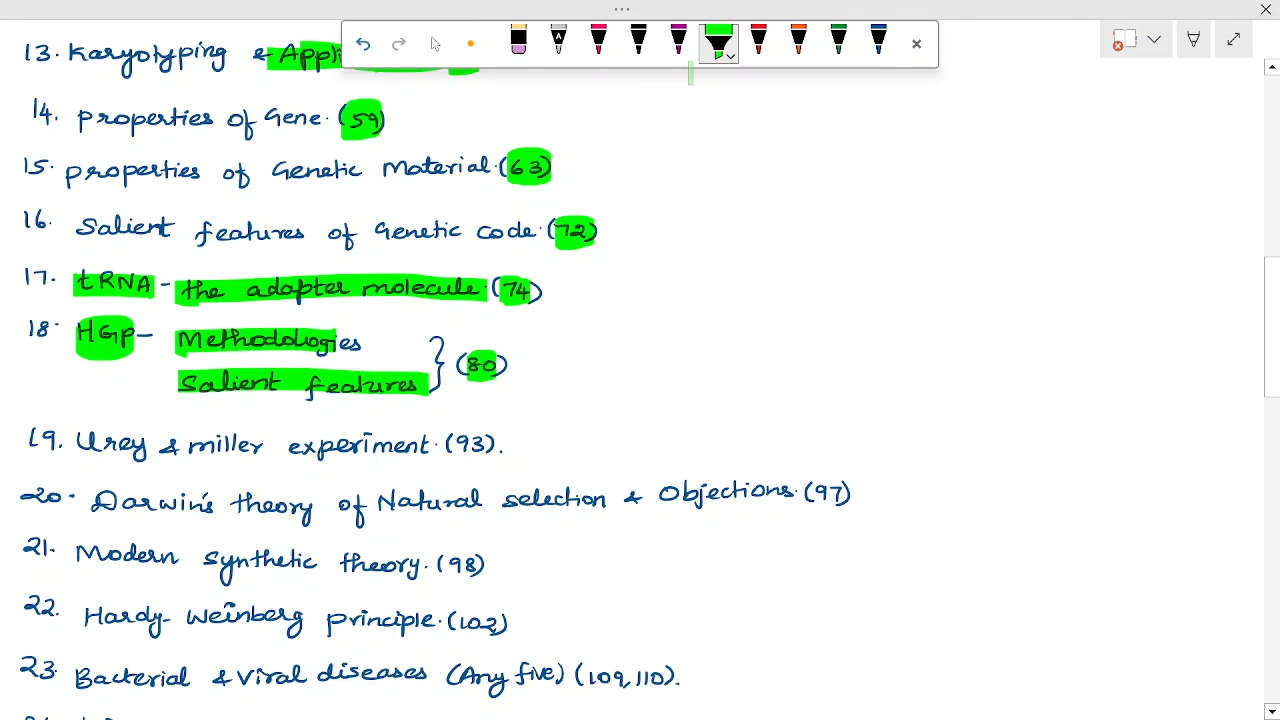 13. Karyotyping &
14. properties of Gene. (59)
15. properties of Genetic Material. (63)
16. Salient features of Genetic code. (72)
17. tRNA - the adapter molecule. (74)
18. HGp - Methodologies
Salient features } (80)
19. Urey & miller experiment. (93).
20. Darwin's theory of Natural selection & Objections. (97)
21. Modern synthetic theory. (98)
22. Hardy- Weinberg principle. (102)
23. Bacterial & Viral diseases (Any five) (109, 110).